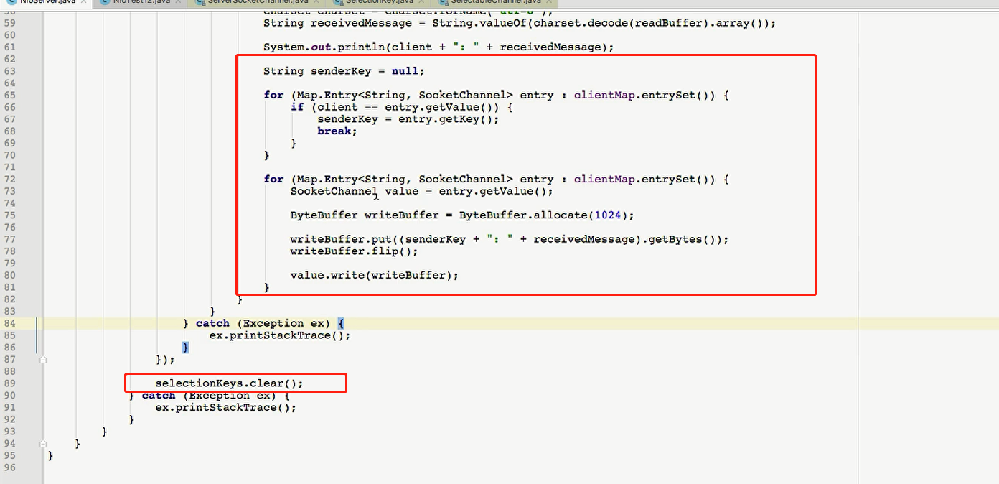 NioServer.java NioTest12.java ServerSocketChannel.java SelectionKey.java SelectableChannel.java
58 Charset charset = Charset.forName("utf-8");
59 String receivedMessage = String.valueOf(charset.decode(readBuffer).array());
60
61 System.out.println(client + ": " + receivedMessage);
62
63 String senderKey = null;
64
65 for (Map.Entry<String, SocketChannel> entry : clientMap.entrySet()) {
66 if (client == entry.getValue()) {
67 senderKey = entry.getKey();
68 break;
69 }
70 }
71
72 for (Map.Entry<String, SocketChannel> entry : clientMap.entrySet()) {
73 SocketChannel value = entry.getValue();
74
75 ByteBuffer writeBuffer = ByteBuffer.allocate(1024);
76
77 writeBuffer.put((senderKey + ": " + receivedMessage).getBytes());
78 writeBuffer.flip();
79
80 value.write(writeBuffer);
81 }
82 }
83 }
84 } catch (Exception ex) {
85 ex.printStackTrace();
86 }
87 });
88
89 selectionKeys.clear();
90 } catch (Exception ex) {
91 ex.printStackTrace();
92 }
93 }
94 }
95 }
96